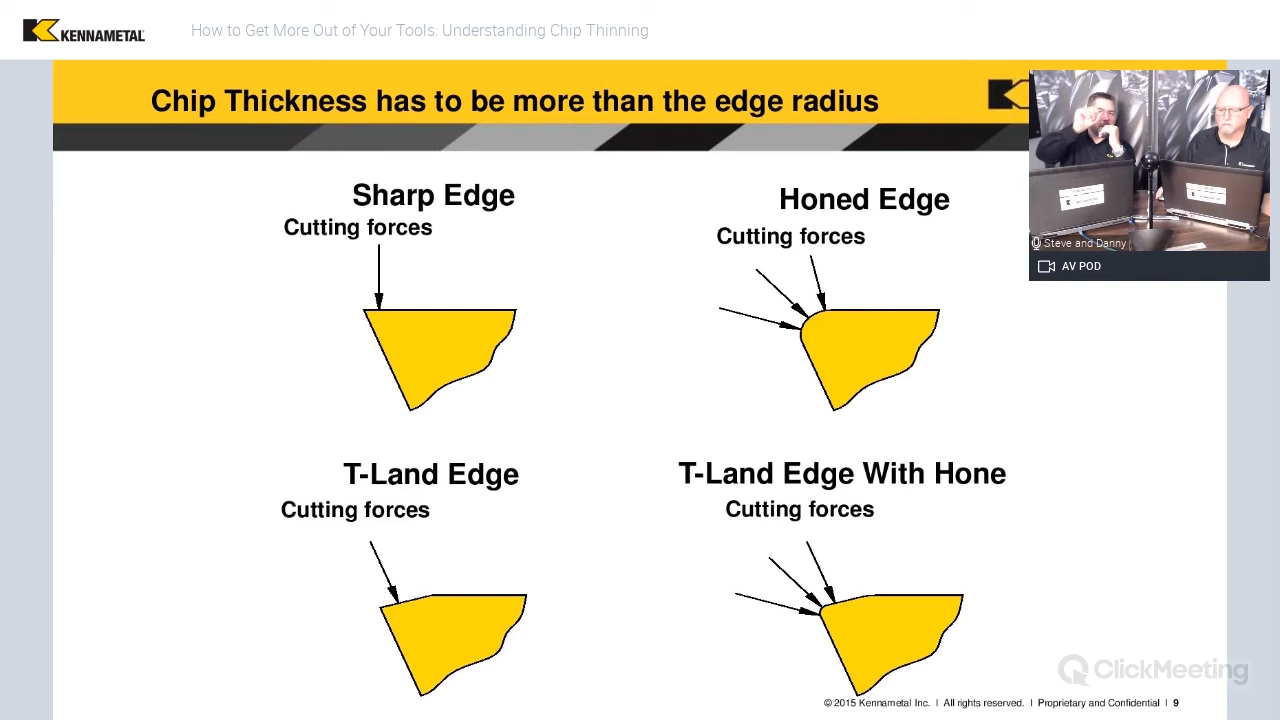 KENNAMETAL
How to Get More Out of Your Tools: Understanding Chip Thinning
Chip Thickness has to be more than the edge radius
Sharp Edge
Cutting forces
Honed Edge
Cutting forces
Steve and Danny
AV POD
T-Land Edge
Cutting forces
T-Land Edge With Hone
Cutting forces
ClickMeeting
© 2015 Kennametal Inc. I All rights reserved. I Proprietary and Confidential I 9